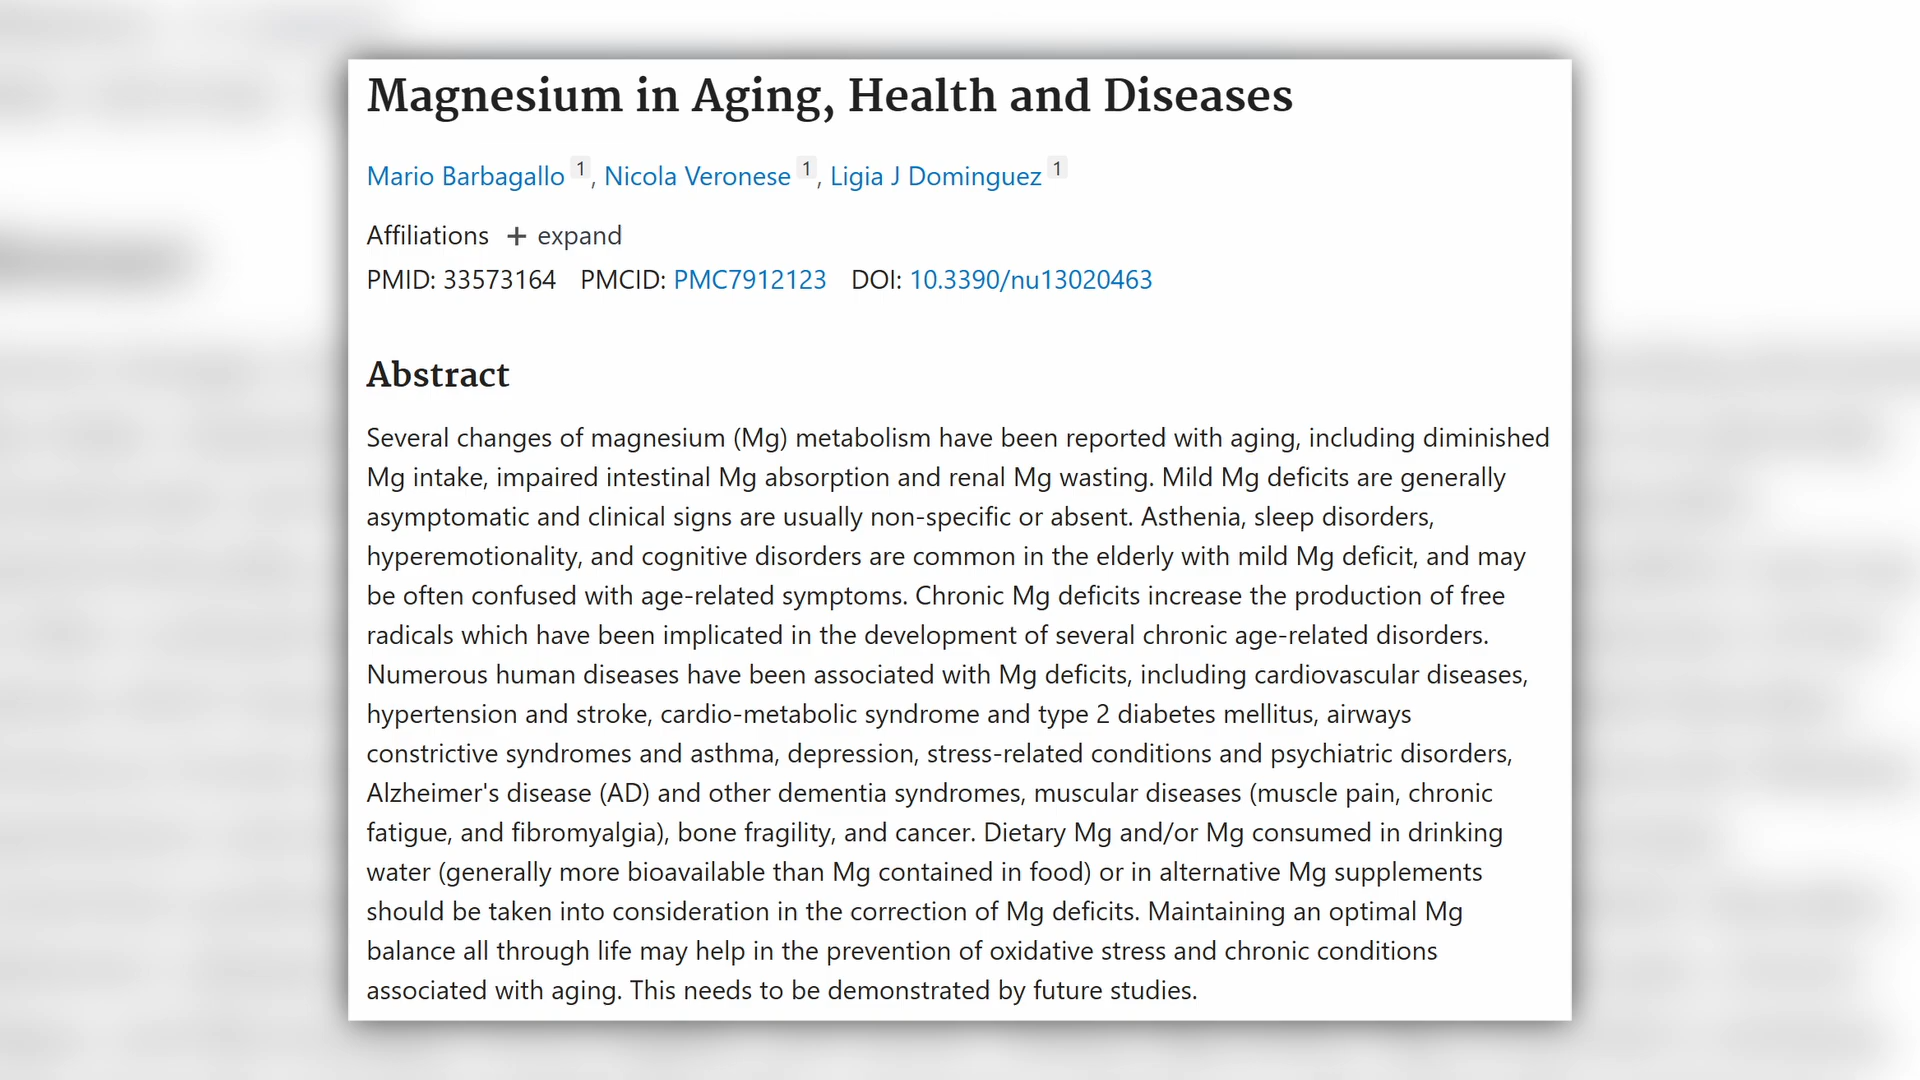 Magnesium in Aging, Health and Diseases
Mario Barbagallo 1, Nicola Veronese 1, Ligia J Dominguez 1
Affiliations + expand
PMID: 33573164 PMCID: PMC7912123 DOI: 10.3390/nu13020463
Abstract
Several changes of magnesium (Mg) metabolism have been reported with aging, including diminished
Mg intake, impaired intestinal Mg absorption and renal Mg wasting. Mild Mg deficits are generally
asymptomatic and clinical signs are usually non-specific or absent. Asthenia, sleep disorders,
hyperemotionality, and cognitive disorders are common in the elderly with mild Mg deficit, and may
be often confused with age-related symptoms. Chronic Mg deficits increase the production of free
radicals which have been implicated in the development of several chronic age-related disorders.
Numerous human diseases have been associated with Mg deficits, including cardiovascular diseases,
hypertension and stroke, cardio-metabolic syndrome and type 2 diabetes mellitus, airways
constrictive syndromes and asthma, depression, stress-related conditions and psychiatric disorders,
Alzheimer's disease (AD) and other dementia syndromes, muscular diseases (muscle pain, chronic
fatigue, and fibromyalgia), bone fragility, and cancer. Dietary Mg and/or Mg consumed in drinking
water (generally more bioavailable than Mg contained in food) or in alternative Mg supplements
should be taken into consideration in the correction of Mg deficits. Maintaining an optimal Mg
balance all through life may help in the prevention of oxidative stress and chronic conditions
associated with aging. This needs to be demonstrated by future studies.